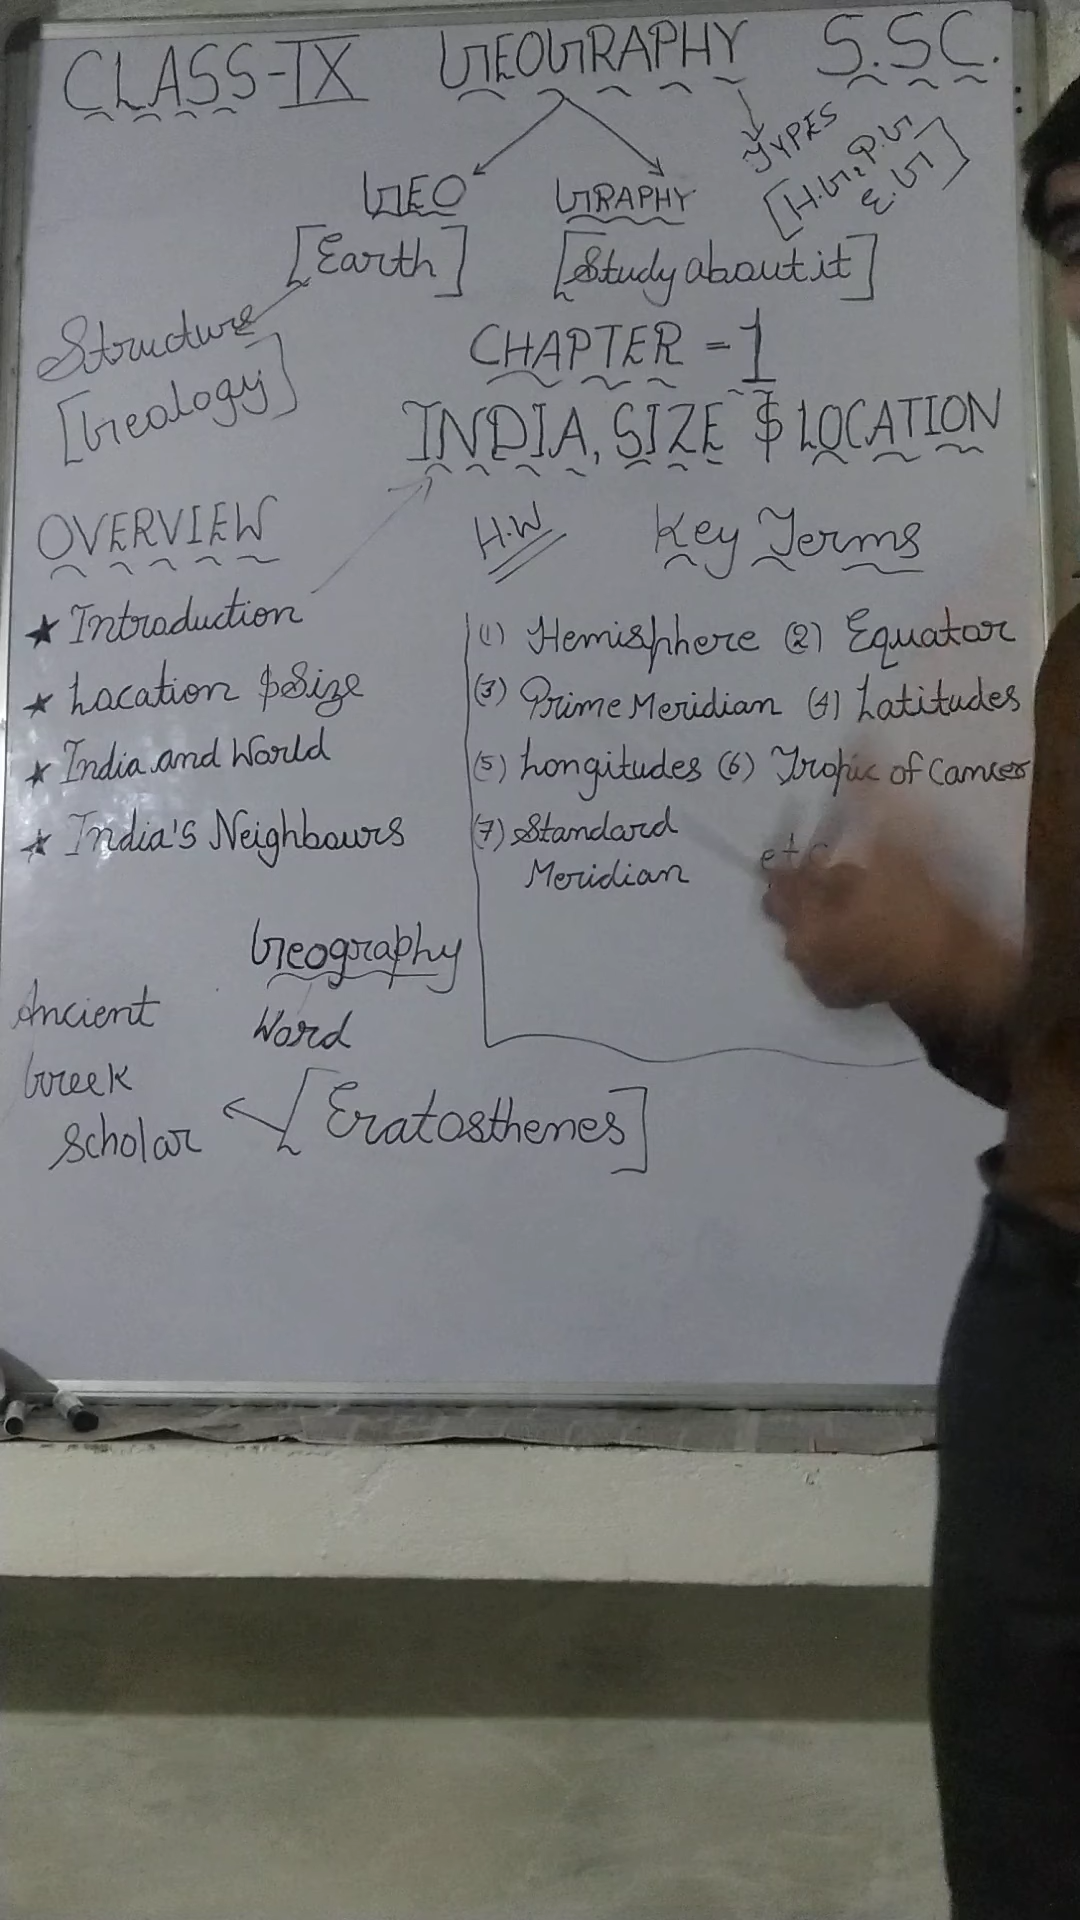 CLASS-IX GEOGRAPHY S.S.C.
TYPES
[H.G, P.G
E.G]
GEO GRAPHY
[Earth] [Study about it]
Structure
[Geology]
CHAPTER - 1
INDIA, SIZE $ LOCATION
OVERVIEW
★ Introduction
★ Location $ Size
★ India and World
★ India's Neighbours
H.W Key Terms
(1) Hemisphere (2) Equator
(3) Prime Meridian (4) Latitudes
(5) Longitudes (6) Tropic of Cancer
(7) Standard
Meridian etc
Geography
Word
[Eratosthenes]
Ancient
Greek
Scholar